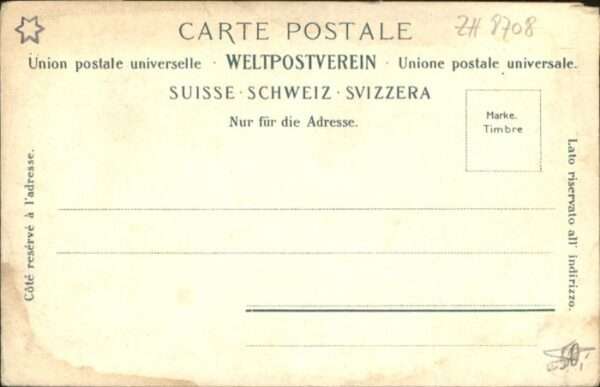 CARTE POSTALE
ZH 8708
Union postale universelle · WELTPOSTVEREIN · Unione postale universale.
SUISSE · SCHWEIZ · SVIZZERA
Nur für die Adresse.
Marke.
Timbre
Côté resérvé à l'adresse.
Lato riservato all' indirizzo.